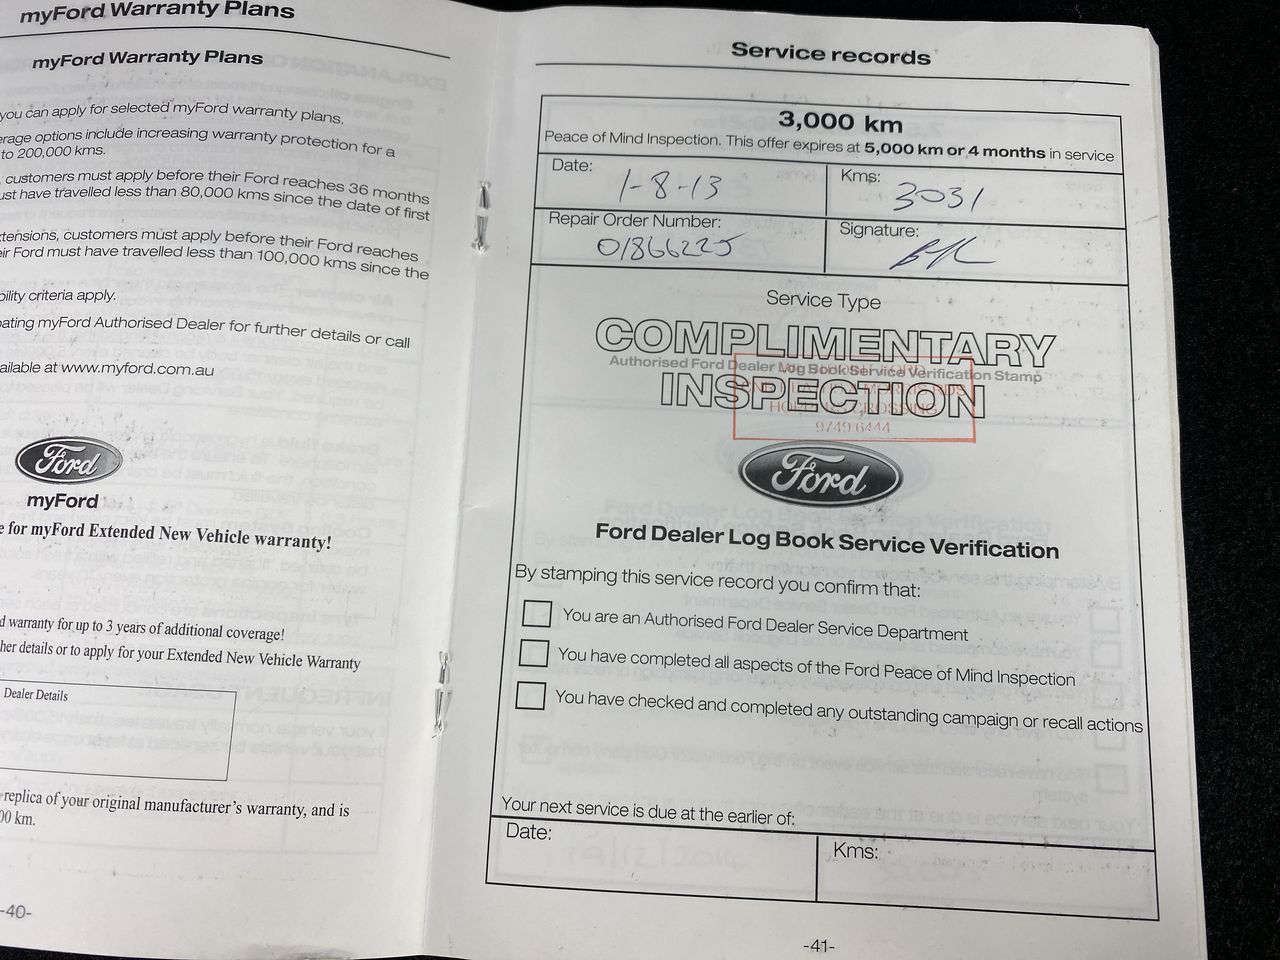 myFord Warranty Plans
myFord Warranty Plans
you can apply for selected myFord warranty plans.
erage options include increasing warranty protection for a
to 200,000 kms.
customers must apply before their Ford reaches 36 months
ust have travelled less than 80,000 kms since the date of first
tensions, customers must apply before their Ford reaches
eir Ford must have travelled less than 100,000 kms since the
bility criteria apply.
pating myFord Authorised Dealer for further details or call
ailable at www.myford.com.au
Ford
myFord
e for myFord Extended New Vehicle warranty!
d warranty for up to 3 years of additional coverage!
her details or to apply for your Extended New Vehicle Warranty
Dealer Details
replica of your original manufacturer's warranty, and is
00 km.
-40-
Service records
3,000 km
Peace of Mind Inspection. This offer expires at 5,000 km or 4 months in service
Date: 1-8-13
Kms: 3031
Repair Order Number: 01866225
Signature:
Service Type
COMPLIMENTARY
Authorised Ford Dealer Log Book Service Verification Stamp
INSPECTION
9749 6444
Ford
Ford Dealer Log Book Service Verification
By stamping this service record you confirm that:
You are an Authorised Ford Dealer Service Department
You have completed all aspects of the Ford Peace of Mind Inspection
You have checked and completed any outstanding campaign or recall actions
Your next service is due at the earlier of:
Date:
Kms:
-41-